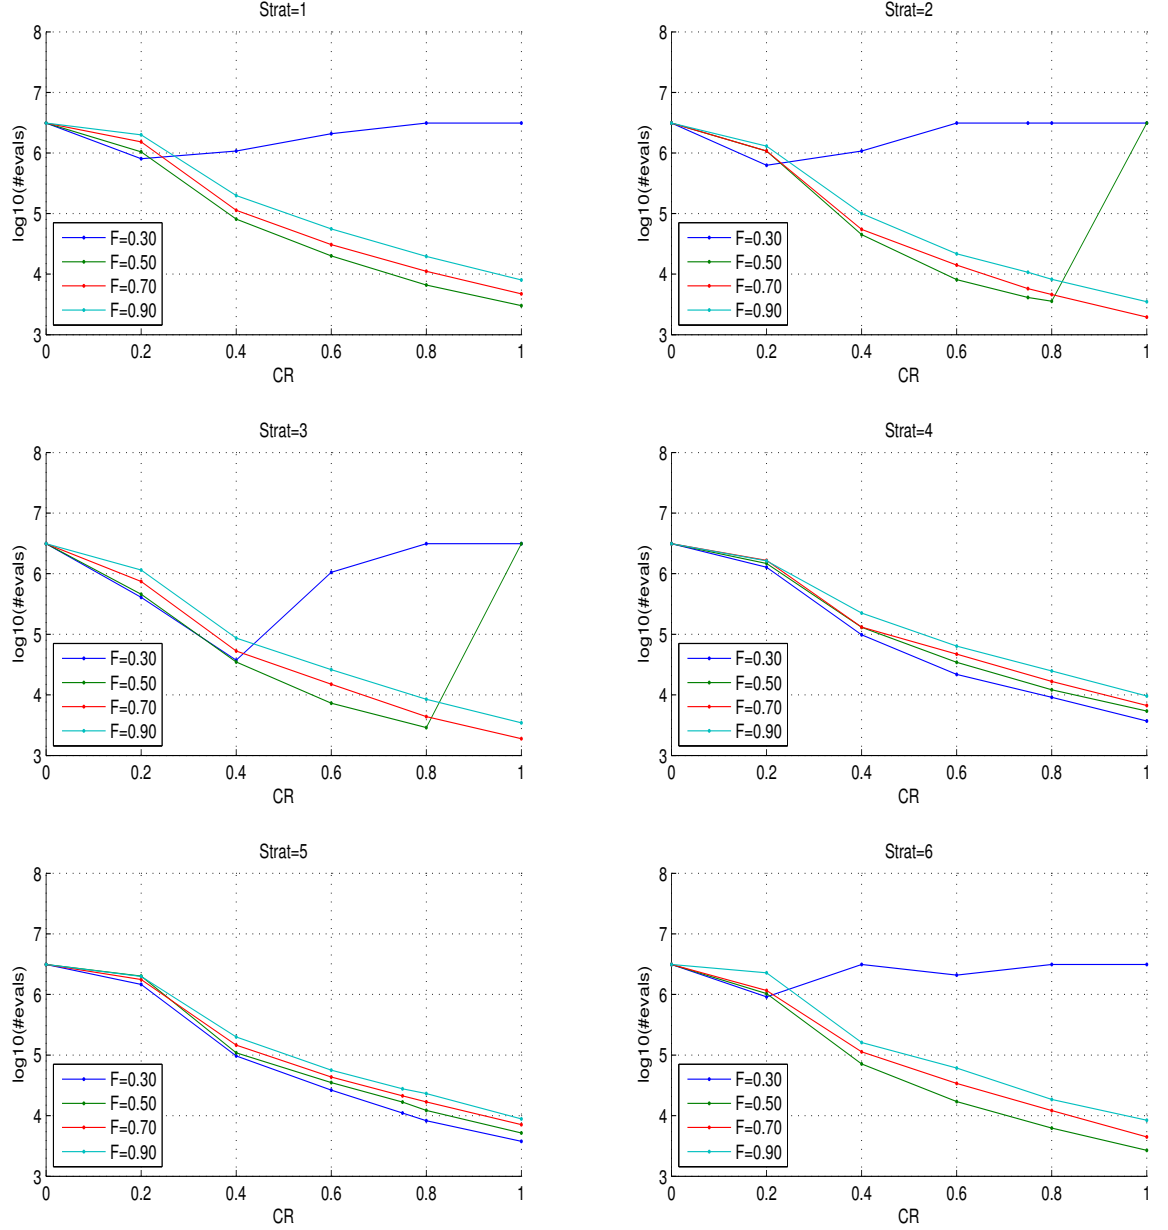 Strat=1
8
7
6
5
4
3
log10(#evals)
F=0.30
F=0.50
F=0.70
F=0.90
0 0.2 0.4 0.6 0.8 1
CR
Strat=2
8
7
6
5
4
3
log10(#evals)
F=0.30
F=0.50
F=0.70
F=0.90
0 0.2 0.4 0.6 0.8 1
CR
Strat=3
8
7
6
5
4
3
log10(#evals)
F=0.30
F=0.50
F=0.70
F=0.90
0 0.2 0.4 0.6 0.8 1
CR
Strat=4
8
7
6
5
4
3
log10(#evals)
F=0.30
F=0.50
F=0.70
F=0.90
0 0.2 0.4 0.6 0.8 1
CR
Strat=5
8
7
6
5
4
3
log10(#evals)
F=0.30
F=0.50
F=0.70
F=0.90
0 0.2 0.4 0.6 0.8 1
CR
Strat=6
8
7
6
5
4
3
log10(#evals)
F=0.30
F=0.50
F=0.70
F=0.90
0 0.2 0.4 0.6 0.8 1
CR